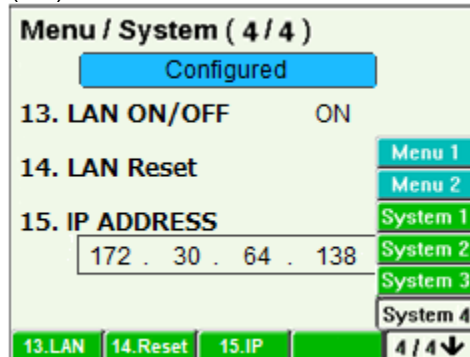 Menu / System ( 4 / 4 )
Configured
13. LAN ON/OFF ON
14. LAN Reset
15. IP ADDRESS
172 . 30 . 64 . 138
Menu 1
Menu 2
System 1
System 2
System 3
System 4
13.LAN 14.Reset 15.IP 4 / 4